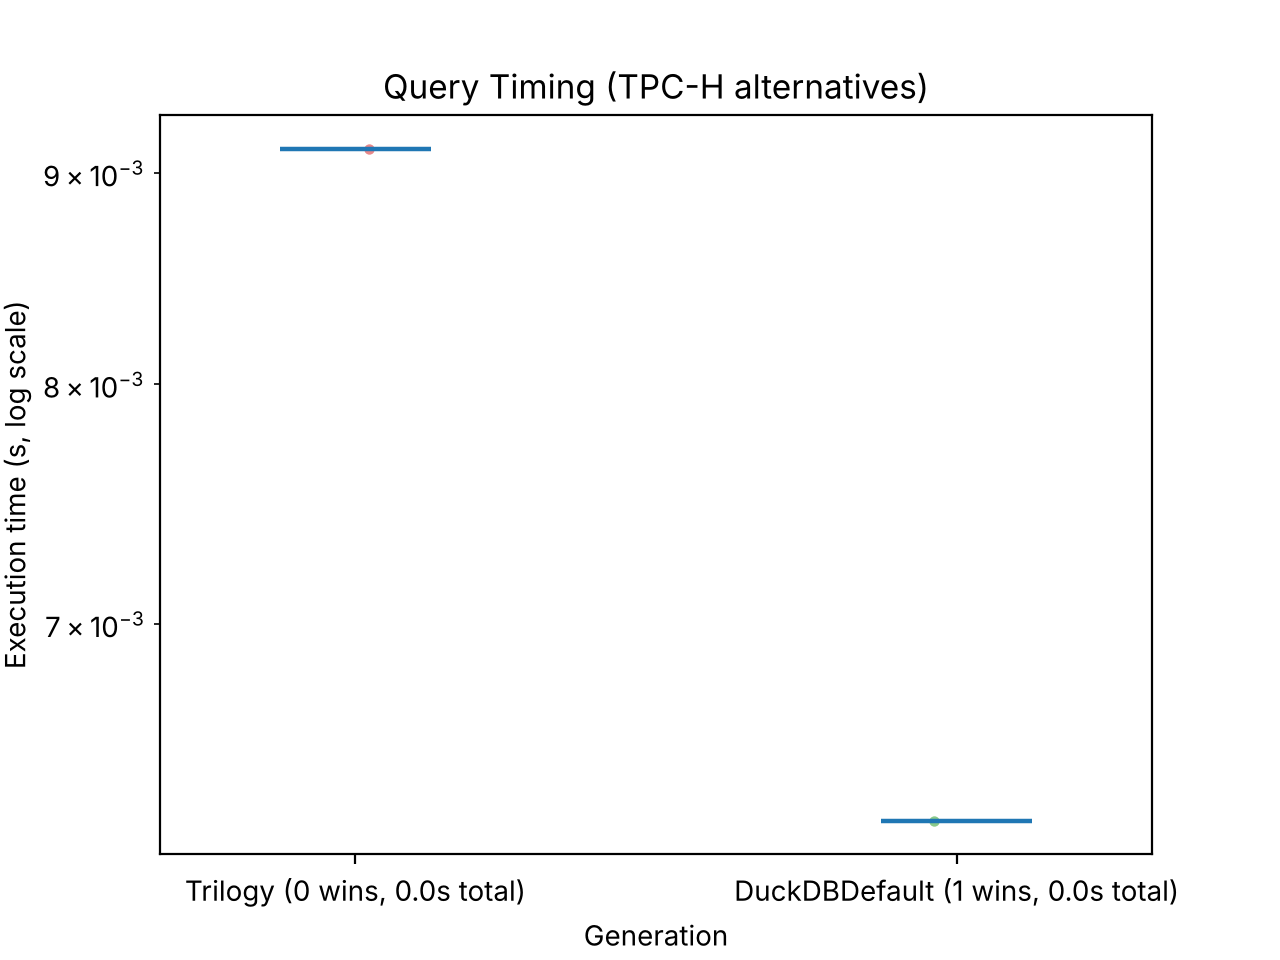 Query Timing (TPC-H alternatives)
Execution time (s, log scale)
9 × 10⁻³
8 × 10⁻³
7 × 10⁻³
Trilogy (0 wins, 0.0s total)
DuckDBDefault (1 wins, 0.0s total)
Generation